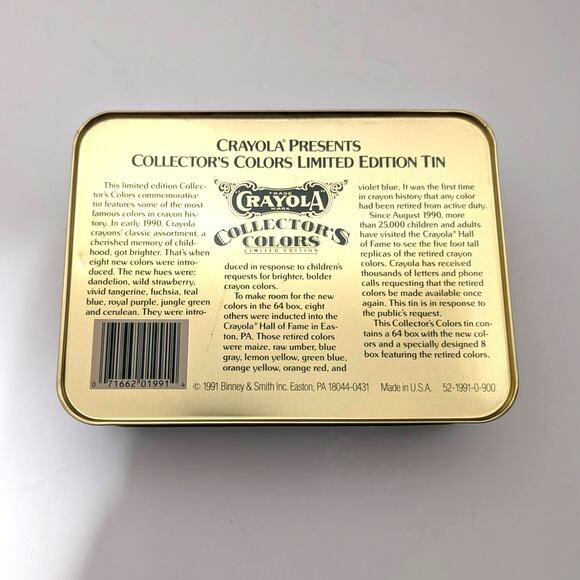 CRAYOLA® PRESENTS
COLLECTOR'S COLORS LIMITED EDITION TIN
This limited edition Collec-
tor's Colors commemorative
tin features some of the most
famous colors in crayon his-
tory. In early 1990, Crayola
crayons' classic assortment, a
cherished memory of child-
hood, got brighter. That's when
eight new colors were intro-
duced. The new hues were:
dandelion, wild strawberry,
vivid tangerine, fuchsia, teal
blue, royal purple, jungle green
and cerulean. They were intro-
TRADE
CRAYOLA
MARK
COLLECTOR'S
COLORS
LIMITED EDITION
duced in response to children's
requests for brighter, bolder
crayon colors.
To make room for the new
colors in the 64 box, eight
others were inducted into the
Crayola® Hall of Fame in Eas-
ton, PA. Those retired colors
were maize, raw umber, blue
gray, lemon yellow, green blue,
orange yellow, orange red, and
violet blue. It was the first time
in crayon history that any color
had been retired from active duty.
Since August 1990, more
than 25,000 children and adults
have visited the Crayola® Hall
of Fame to see the five foot tall
replicas of the retired crayon
colors. Crayola has received
thousands of letters and phone
calls requesting that the retired
colors be made available once
again. This tin is in response to
the public's request.
This Collector's Colors tin con-
tains a 64 box with the new col-
ors and a specially designed 8
box featuring the retired colors.
0 71662 01991 4
© 1991 Binney & Smith Inc. Easton, PA 18044-0431 Made in U.S.A. 52-1991-0-900